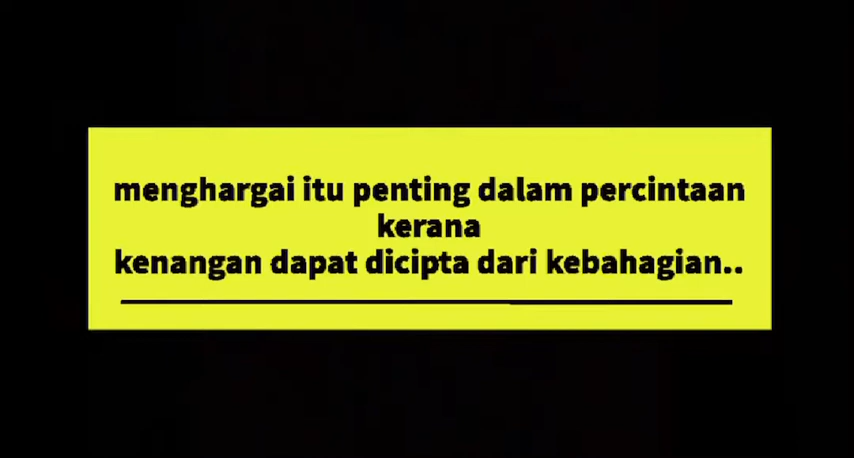 menghargai itu penting dalam percintaan
kerana
kenangan dapat dicipta dari kebahagian..